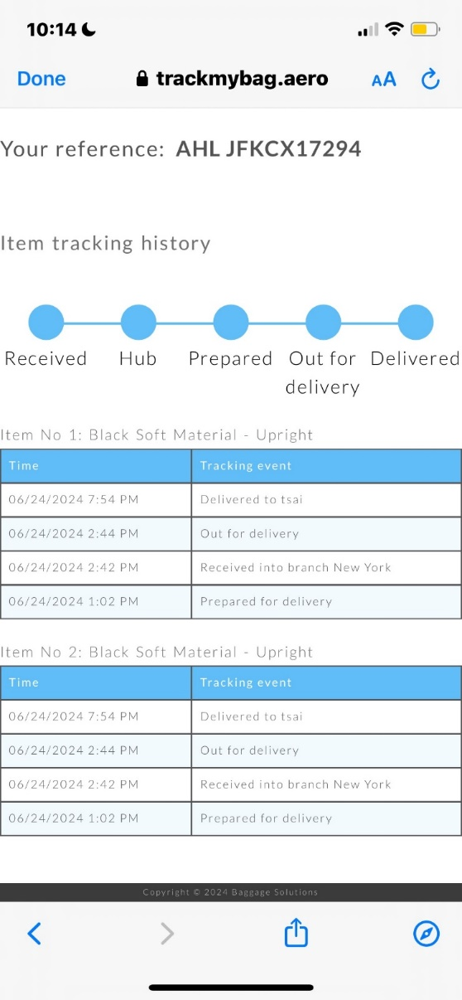 10:14
Done trackmybag.aero AA
Your reference: AHL JFKCX17294
Item tracking history
Received Hub Prepared Out for delivery Delivered
Item No 1: Black Soft Material - Upright
Time Tracking event
06/24/2024 7:54 PM Delivered to tsai
06/24/2024 2:44 PM Out for delivery
06/24/2024 2:42 PM Received into branch New York
06/24/2024 1:02 PM Prepared for delivery
Item No 2: Black Soft Material - Upright
Time Tracking event
06/24/2024 7:54 PM Delivered to tsai
06/24/2024 2:44 PM Out for delivery
06/24/2024 2:42 PM Received into branch New York
06/24/2024 1:02 PM Prepared for delivery
Copyright © 2024 Baggage Solutions